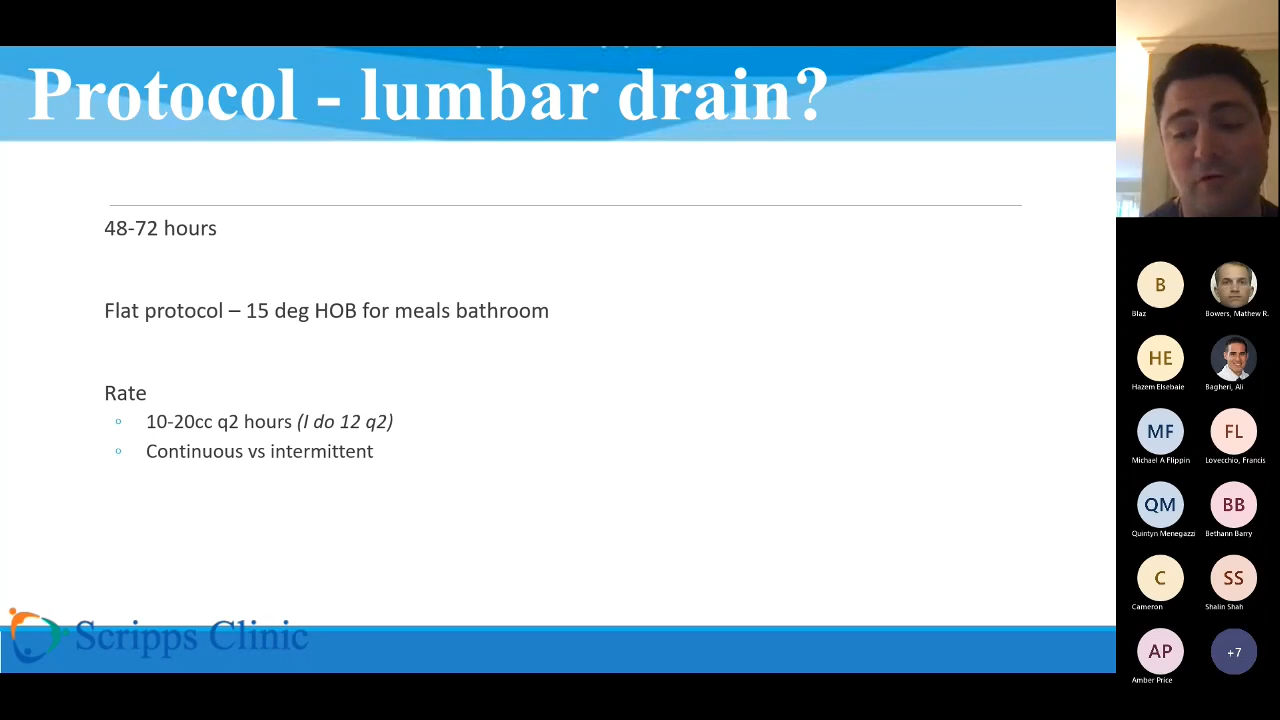 Protocol - lumbar drain?
48-72 hours
Flat protocol – 15 deg HOB for meals bathroom
Rate
10-20cc q2 hours (I do 12 q2)
Continuous vs intermittent
Scripps Clinic
B
Blaz
Bowers, Mathew R.
HE
Hazem Elsebaie
Bagheri, Ali
MF
Michael A Flippin
FL
Lovecchio, Francis
QM
Quintyn Menegazzi
BB
Bethann Barry
C
Cameron
SS
Shalin Shah
AP
Amber Price
+7